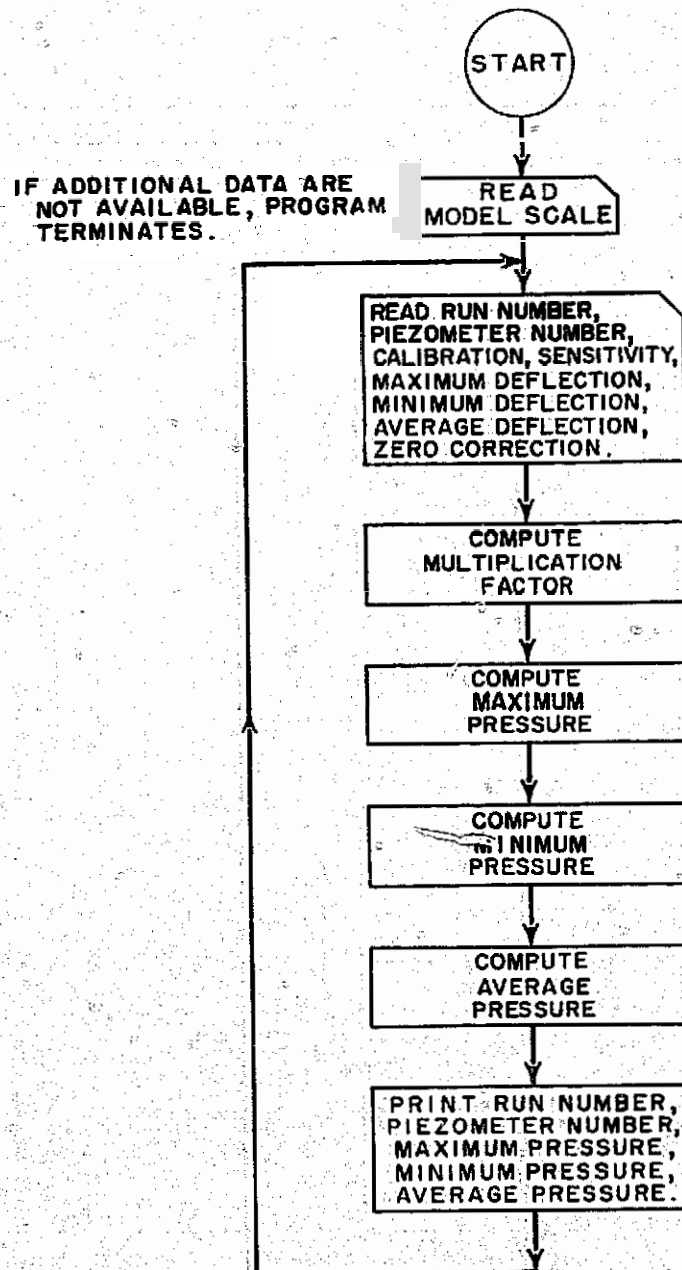 START
IF ADDITIONAL DATA ARE
NOT AVAILABLE, PROGRAM
TERMINATES.
READ
MODEL SCALE
READ RUN NUMBER,
PIEZOMETER NUMBER,
CALIBRATION, SENSITIVITY,
MAXIMUM DEFLECTION,
MINIMUM DEFLECTION,
AVERAGE DEFLECTION,
ZERO CORRECTION.
COMPUTE
MULTIPLICATION
FACTOR
COMPUTE
MAXIMUM
PRESSURE
COMPUTE
MINIMUM
PRESSURE
COMPUTE
AVERAGE
PRESSURE
PRINT RUN NUMBER,
PIEZOMETER NUMBER,
MAXIMUM PRESSURE,
MINIMUM PRESSURE,
AVERAGE PRESSURE.